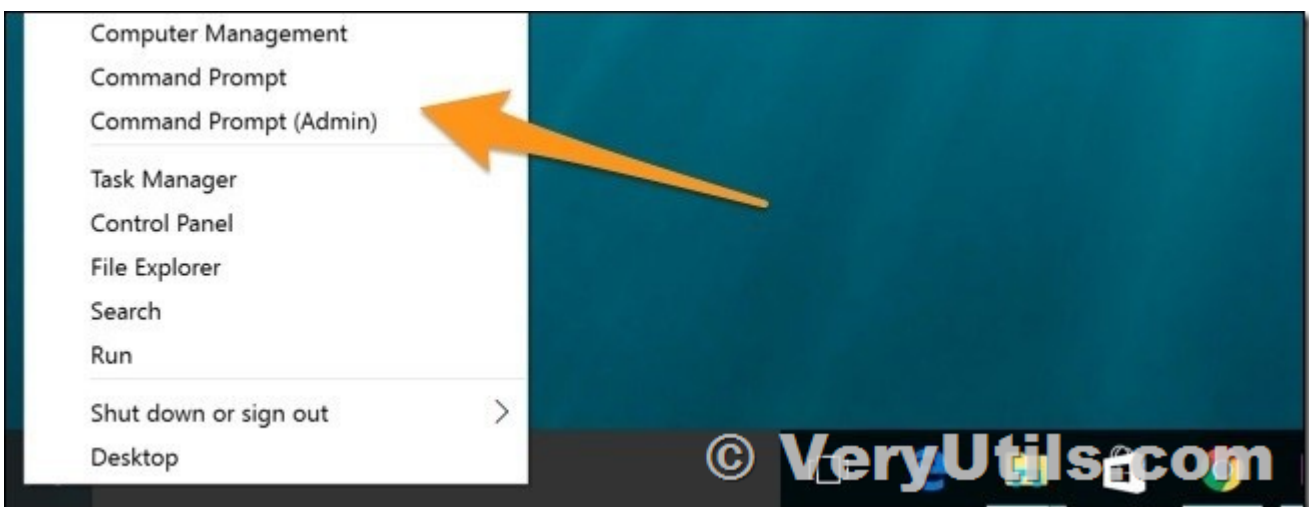 Computer Management
Command Prompt
Command Prompt (Admin)
Task Manager
Control Panel
File Explorer
Search
Run
Shut down or sign out
Desktop
© VeryUtils.com